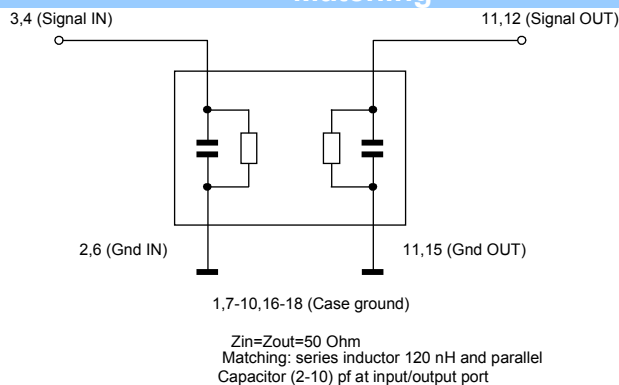 Matching
3,4 (Signal IN)
11,12 (Signal OUT)
2,6 (Gnd IN)
11,15 (Gnd OUT)
1,7-10,16-18 (Case ground)
Zin=Zout=50 Ohm
Matching: series inductor 120 nH and parallel
Capacitor (2-10) pf at input/output port